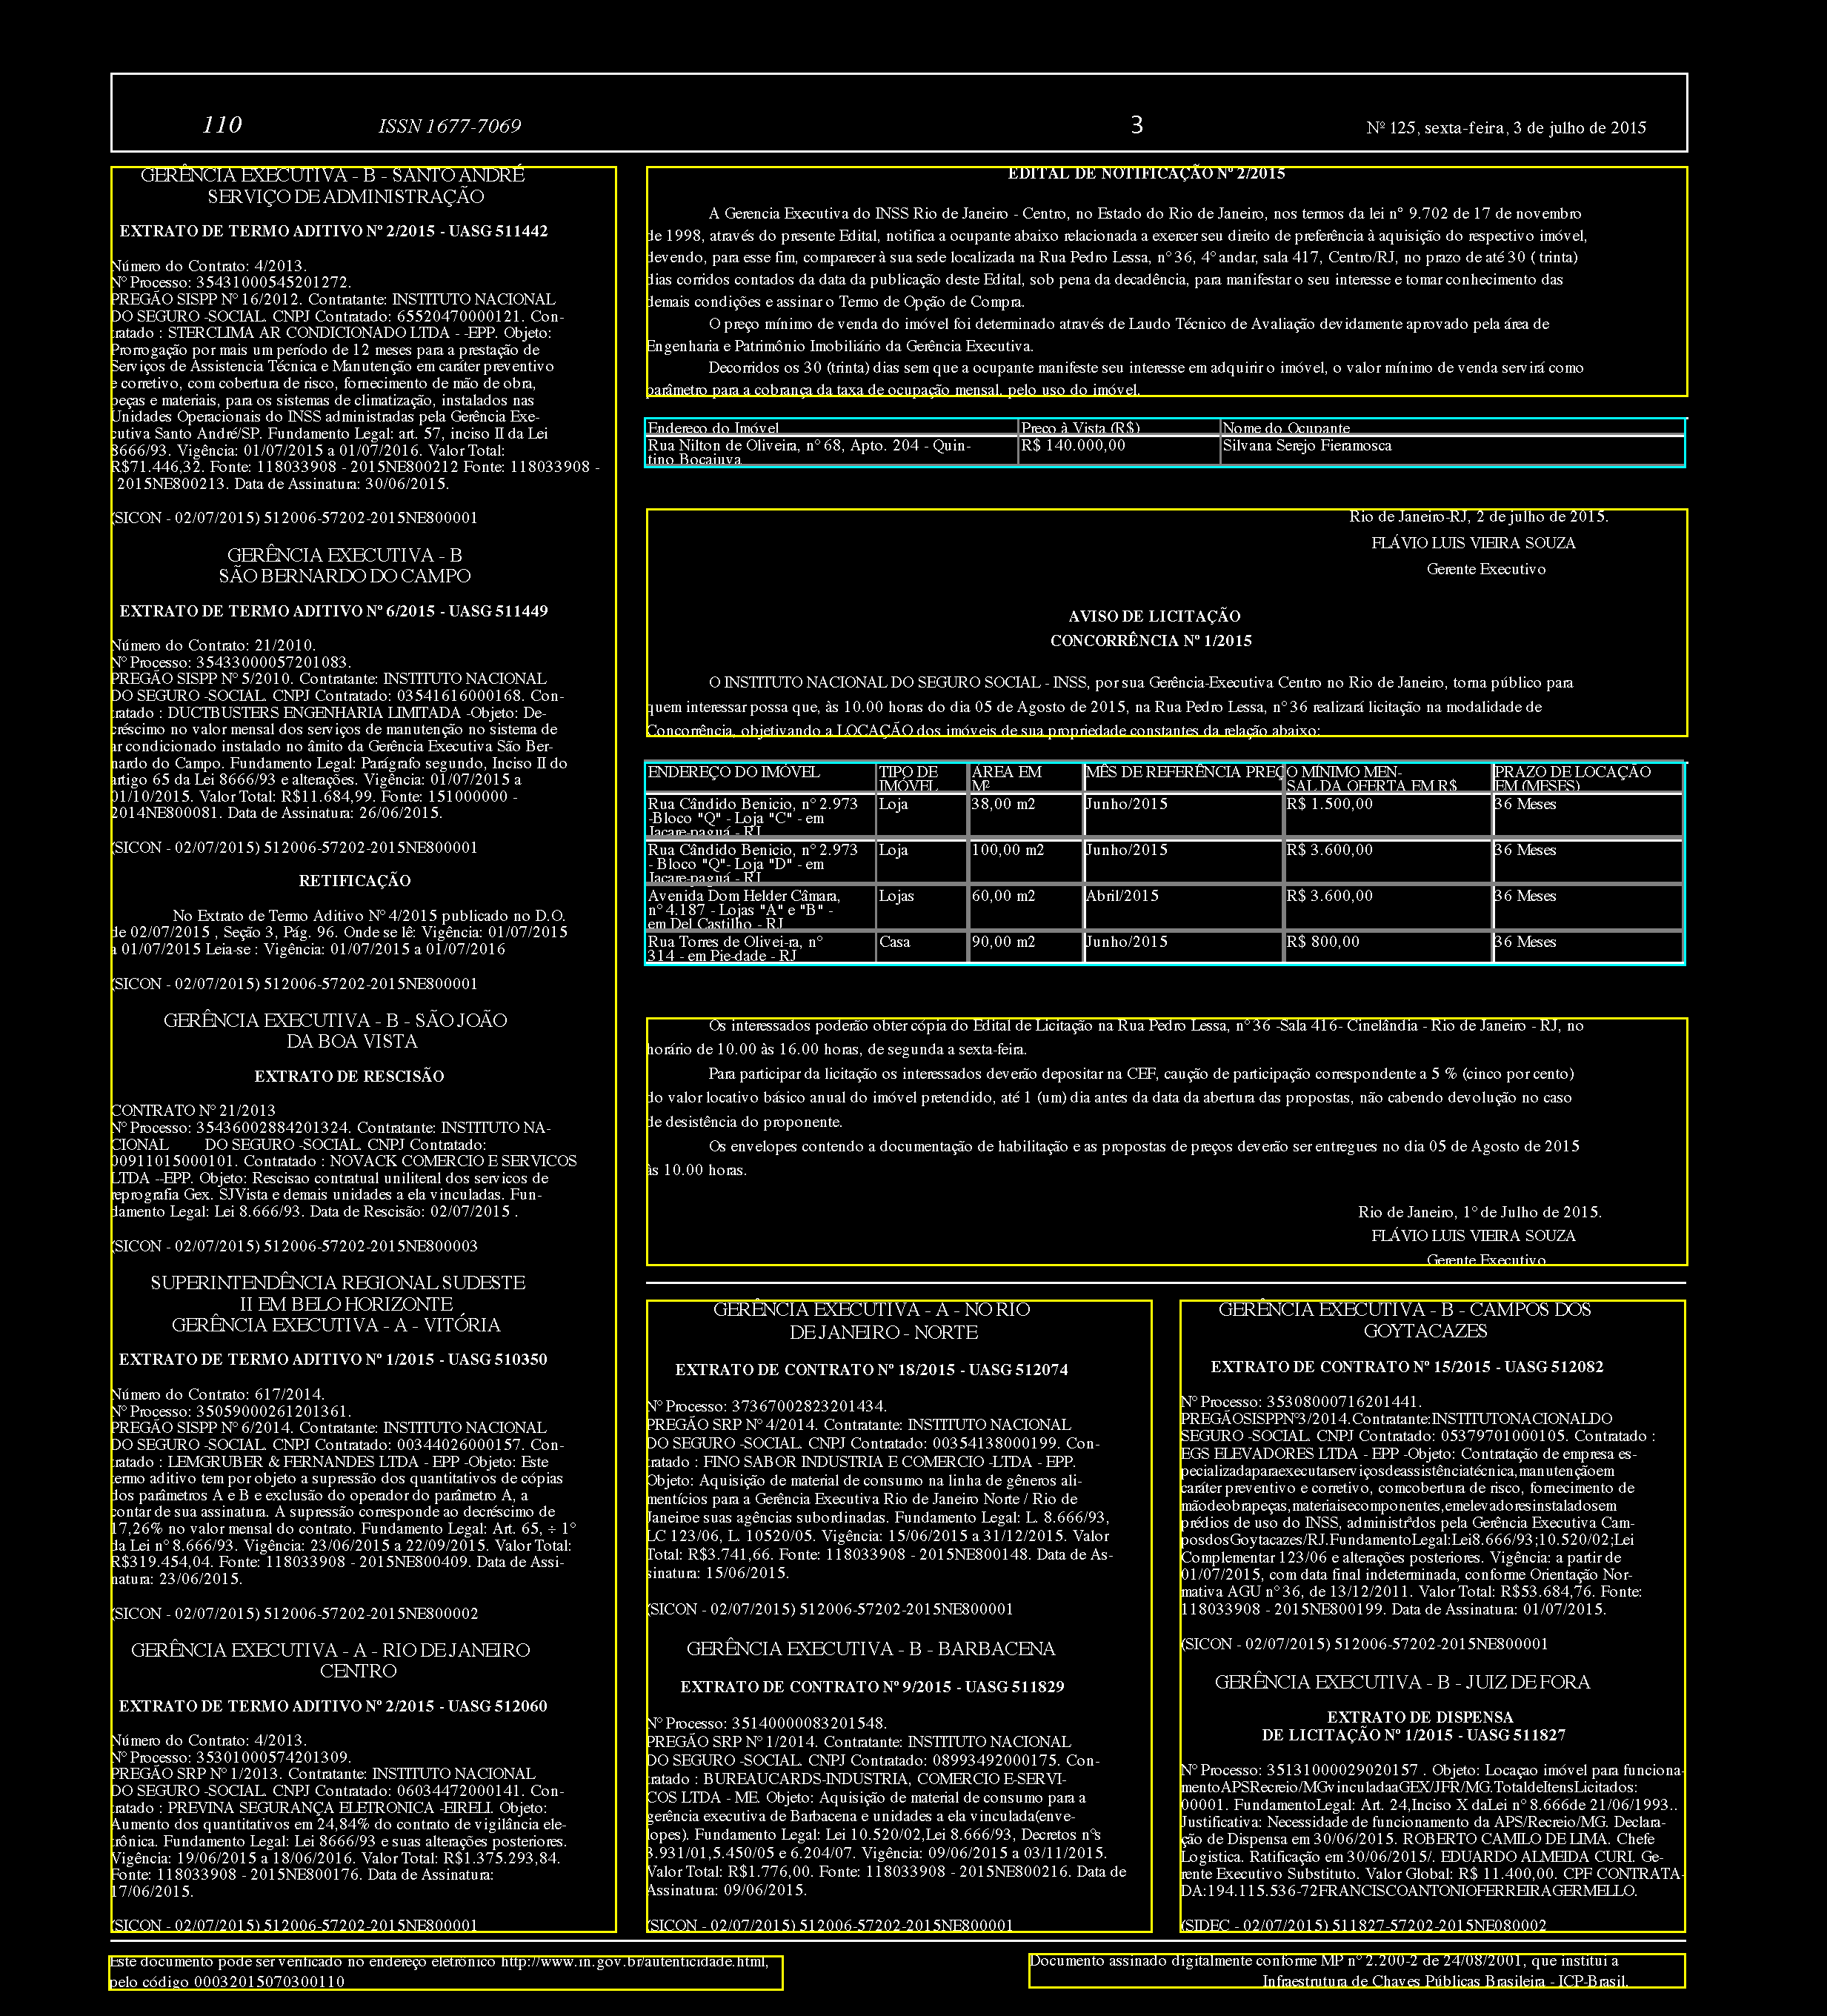 110 ISSN 1677-7069 3 Nº 125, sexta-feira, 3 de julho de 2015
GERÊNCIA EXECUTIVA - B - SANTO ANDRÉ
SERVIÇO DE ADMINISTRAÇÃO
EXTRATO DE TERMO ADITIVO Nº 2/2015 - UASG 511442
Número do Contrato: 4/2013.
Nº Processo: 35431000545201272.
PREGÃO SISPP Nº 16/2012. Contratante: INSTITUTO NACIONAL
DO SEGURO -SOCIAL. CNPJ Contratado: 65520470000121. Con-
tratado : STERCLIMA AR CONDICIONADO LTDA - -EPP. Objeto:
Prorrogação por mais um período de 12 meses para a prestação de
Serviços de Assistencia Técnica e Manutenção em caráter preventivo
e corretivo, com cobertura de risco, fornecimento de mão de obra,
peças e materiais, para os sistemas de climatização, instalados nas
Unidades Operacionais do INSS administradas pela Gerência Exe-
cutiva Santo André/SP. Fundamento Legal: art. 57, inciso II da Lei
8666/93. Vigência: 01/07/2015 a 01/07/2016. Valor Total:
R$71.446,32. Fonte: 118033908 - 2015NE800212 Fonte: 118033908 -
2015NE800213. Data de Assinatura: 30/06/2015.
(SICON - 02/07/2015) 512006-57202-2015NE800001
GERÊNCIA EXECUTIVA - B
SÃO BERNARDO DO CAMPO
EXTRATO DE TERMO ADITIVO Nº 6/2015 - UASG 511449
Número do Contrato: 21/2010.
Nº Processo: 35433000057201083.
PREGÃO SISPP Nº 5/2010. Contratante: INSTITUTO NACIONAL
DO SEGURO -SOCIAL. CNPJ Contratado: 03541616000168. Con-
tratado : DUCTBUSTERS ENGENHARIA LIMITADA -Objeto: De-
créscimo no valor mensal dos serviços de manutenção no sistema de
ar condicionado instalado no âmito da Gerência Executiva São Ber-
nardo do Campo. Fundamento Legal: Parágrafo segundo, Inciso II do
artigo 65 da Lei 8666/93 e alterações. Vigência: 01/07/2015 a
01/10/2015. Valor Total: R$11.684,99. Fonte: 151000000 -
2014NE800081. Data de Assinatura: 26/06/2015.
(SICON - 02/07/2015) 512006-57202-2015NE800001
RETIFICAÇÃO
No Extrato de Termo Aditivo Nº 4/2015 publicado no D.O.
de 02/07/2015 , Seção 3, Pág. 96. Onde se lê: Vigência: 01/07/2015
a 01/07/2015 Leia-se : Vigência: 01/07/2015 a 01/07/2016
(SICON - 02/07/2015) 512006-57202-2015NE800001
GERÊNCIA EXECUTIVA - B - SÃO JOÃO
DA BOA VISTA
EXTRATO DE RESCISÃO
CONTRATO Nº 21/2013
Nº Processo: 35436002884201324. Contratante: INSTITUTO NA-
CIONAL DO SEGURO -SOCIAL. CNPJ Contratado:
00911015000101. Contratado : NOVACK COMERCIO E SERVICOS
LTDA --EPP. Objeto: Rescisao contratual uniliteral dos servicos de
reprografia Gex. SJVista e demais unidades a ela vinculadas. Fun-
damento Legal: Lei 8.666/93. Data de Rescisão: 02/07/2015 .
(SICON - 02/07/2015) 512006-57202-2015NE800003
SUPERINTENDÊNCIA REGIONAL SUDESTE
II EM BELO HORIZONTE
GERÊNCIA EXECUTIVA - A - VITÓRIA
EXTRATO DE TERMO ADITIVO Nº 1/2015 - UASG 510350
Número do Contrato: 617/2014.
Nº Processo: 35059000261201361.
PREGÃO SISPP Nº 6/2014. Contratante: INSTITUTO NACIONAL
DO SEGURO -SOCIAL. CNPJ Contratado: 00344026000157. Con-
tratado : LEMGRUBER & FERNANDES LTDA - EPP -Objeto: Este
termo aditivo tem por objeto a supressão dos quantitativos de cópias
dos parâmetros A e B e exclusão do operador do parâmetro A, a
contar de sua assinatura. A supressão corresponde ao decréscimo de
17,26% no valor mensal do contrato. Fundamento Legal: Art. 65, ÷ 1º
da Lei nº 8.666/93. Vigência: 23/06/2015 a 22/09/2015. Valor Total:
R$319.454,04. Fonte: 118033908 - 2015NE800409. Data de Assi-
natura: 23/06/2015.
(SICON - 02/07/2015) 512006-57202-2015NE800002
GERÊNCIA EXECUTIVA - A - RIO DE JANEIRO
CENTRO
EXTRATO DE TERMO ADITIVO Nº 2/2015 - UASG 512060
Número do Contrato: 4/2013.
Nº Processo: 35301000574201309.
PREGÃO SRP Nº 1/2013. Contratante: INSTITUTO NACIONAL
DO SEGURO -SOCIAL. CNPJ Contratado: 06034472000141. Con-
tratado : PREVINA SEGURANÇA ELETRONICA -EIRELI. Objeto:
Aumento dos quantitativos em 24,84% do contrato de vigilância ele-
trônica. Fundamento Legal: Lei 8666/93 e suas alterações posteriores.
Vigência: 19/06/2015 a 18/06/2016. Valor Total: R$1.375.293,84.
Fonte: 118033908 - 2015NE800176. Data de Assinatura:
17/06/2015.
(SICON - 02/07/2015) 512006-57202-2015NE800001
EDITAL DE NOTIFICAÇÃO Nº 2/2015
A Gerencia Executiva do INSS Rio de Janeiro - Centro, no Estado do Rio de Janeiro, nos termos da lei nº 9.702 de 17 de novembro
de 1998, através do presente Edital, notifica a ocupante abaixo relacionada a exercer seu direito de preferência à aquisição do respectivo imóvel,
devendo, para esse fim, comparecer à sua sede localizada na Rua Pedro Lessa, nº 36, 4º andar, sala 417, Centro/RJ, no prazo de até 30 ( trinta)
dias corridos contados da data da publicação deste Edital, sob pena da decadência, para manifestar o seu interesse e tomar conhecimento das
demais condições e assinar o Termo de Opção de Compra.
O preço mínimo de venda do imóvel foi determinado através de Laudo Técnico de Avaliação devidamente aprovado pela área de
Engenharia e Patrimônio Imobiliário da Gerência Executiva.
Decorridos os 30 (trinta) dias sem que a ocupante manifeste seu interesse em adquirir o imóvel, o valor mínimo de venda servirá como
parâmetro para a cobrança da taxa de ocupação mensal, pelo uso do imóvel.
Endereço do Imóvel Preço à Vista (R$) Nome do Ocupante
Rua Nilton de Oliveira, nº 68, Apto. 204 - Quin- R$ 140.000,00 Silvana Serejo Fieramosca
tino Bocaiuva
Rio de Janeiro-RJ, 2 de julho de 2015.
FLÁVIO LUIS VIEIRA SOUZA
Gerente Executivo
AVISO DE LICITAÇÃO
CONCORRÊNCIA Nº 1/2015
O INSTITUTO NACIONAL DO SEGURO SOCIAL - INSS, por sua Gerência-Executiva Centro no Rio de Janeiro, torna público para
quem interessar possa que, às 10.00 horas do dia 05 de Agosto de 2015, na Rua Pedro Lessa, nº 36 realizará licitação na modalidade de
Concorrência, objetivando a LOCAÇÃO dos imóveis de sua propriedade constantes da relação abaixo:
ENDEREÇO DO IMÓVEL TIPO DE ÁREA EM MÊS DE REFERÊNCIA PREÇO MÍNIMO MEN- PRAZO DE LOCAÇÃO
IMÓVEL M² SAL DA OFERTA EM R$ EM (MESES)
Rua Cândido Benicio, nº 2.973 Loja 38,00 m2 Junho/2015 R$ 1.500,00 36 Meses
-Bloco "Q" - Loja "C" - em
Jacare-paguá - RJ
Rua Cândido Benicio, nº 2.973 Loja 100,00 m2 Junho/2015 R$ 3.600,00 36 Meses
- Bloco "Q"- Loja "D" - em
Jacare-paguá - RJ
Avenida Dom Helder Câmara, Lojas 60,00 m2 Abril/2015 R$ 3.600,00 36 Meses
nº 4.187 - Lojas "A" e "B" -
em Del Castilho - RJ
Rua Torres de Olivei-ra, nº Casa 90,00 m2 Junho/2015 R$ 800,00 36 Meses
314 - em Pie-dade - RJ
Os interessados poderão obter cópia do Edital de Licitação na Rua Pedro Lessa, nº 36 -Sala 416- Cinelândia - Rio de Janeiro - RJ, no
horário de 10.00 às 16.00 horas, de segunda a sexta-feira.
Para participar da licitação os interessados deverão depositar na CEF, caução de participação correspondente a 5 % (cinco por cento)
do valor locativo básico anual do imóvel pretendido, até 1 (um) dia antes da data da abertura das propostas, não cabendo devolução no caso
de desistência do proponente.
Os envelopes contendo a documentação de habilitação e as propostas de preços deverão ser entregues no dia 05 de Agosto de 2015
às 10.00 horas.
Rio de Janeiro, 1º de Julho de 2015.
FLÁVIO LUIS VIEIRA SOUZA
Gerente Executivo
GERÊNCIA EXECUTIVA - A - NO RIO
DE JANEIRO - NORTE
EXTRATO DE CONTRATO Nº 18/2015 - UASG 512074
Nº Processo: 37367002823201434.
PREGÃO SRP Nº 4/2014. Contratante: INSTITUTO NACIONAL
DO SEGURO -SOCIAL. CNPJ Contratado: 00354138000199. Con-
tratado : FINO SABOR INDUSTRIA E COMERCIO -LTDA - EPP.
Objeto: Aquisição de material de consumo na linha de gêneros ali-
mentícios para a Gerência Executiva Rio de Janeiro Norte / Rio de
Janeiroe suas agências subordinadas. Fundamento Legal: L. 8.666/93,
LC 123/06, L. 10520/05. Vigência: 15/06/2015 a 31/12/2015. Valor
Total: R$3.741,66. Fonte: 118033908 - 2015NE800148. Data de As-
sinatura: 15/06/2015.
(SICON - 02/07/2015) 512006-57202-2015NE800001
GERÊNCIA EXECUTIVA - B - BARBACENA
EXTRATO DE CONTRATO Nº 9/2015 - UASG 511829
Nº Processo: 35140000083201548.
PREGÃO SRP Nº 1/2014. Contratante: INSTITUTO NACIONAL
DO SEGURO -SOCIAL. CNPJ Contratado: 08993492000175. Con-
tratado : BUREAUCARDS-INDUSTRIA, COMERCIO E-SERVI-
COS LTDA - ME. Objeto: Aquisição de material de consumo para a
gerência executiva de Barbacena e unidades a ela vinculada(enve-
lopes). Fundamento Legal: Lei 10.520/02,Lei 8.666/93, Decretos nºs
3.931/01,5.450/05 e 6.204/07. Vigência: 09/06/2015 a 03/11/2015.
Valor Total: R$1.776,00. Fonte: 118033908 - 2015NE800216. Data de
Assinatura: 09/06/2015.
(SICON - 02/07/2015) 512006-57202-2015NE800001
GERÊNCIA EXECUTIVA - B - CAMPOS DOS
GOYTACAZES
EXTRATO DE CONTRATO Nº 15/2015 - UASG 512082
Nº Processo: 35308000716201441.
PREGÃOSISPPNº3/2014.Contratante:INSTITUTONACIONALDO
SEGURO -SOCIAL. CNPJ Contratado: 05379701000105. Contratado :
EGS ELEVADORES LTDA - EPP -Objeto: Contratação de empresa es-
pecializadaparaexecutarserviçosdeassistênciatécnica,manutençãoem
caráter preventivo e corretivo, comcobertura de risco, fornecimento de
mãodeobrapeças,materiaisecomponentes,emelevadoresinstaladosem
prédios de uso do INSS, administrªdos pela Gerência Executiva Cam-
posdosGoytacazes/RJ.FundamentoLegal:Lei8.666/93;10.520/02;Lei
Complementar 123/06 e alterações posteriores. Vigência: a partir de
01/07/2015, com data final indeterminada, conforme Orientação Nor-
mativa AGU nº 36, de 13/12/2011. Valor Total: R$53.684,76. Fonte:
118033908 - 2015NE800199. Data de Assinatura: 01/07/2015.
(SICON - 02/07/2015) 512006-57202-2015NE800001
GERÊNCIA EXECUTIVA - B - JUIZ DE FORA
EXTRATO DE DISPENSA
DE LICITAÇÃO Nº 1/2015 - UASG 511827
Nº Processo: 35131000029020157 . Objeto: Locaçao imóvel para funciona-
mentoAPSRecreio/MGvinculadaaGEX/JFR/MG.TotaldeItensLicitados:
00001. FundamentoLegal: Art. 24,Inciso X daLei nº 8.666de 21/06/1993..
Justificativa: Necessidade de funcionamento da APS/Recreio/MG. Declara-
ção de Dispensa em 30/06/2015. ROBERTO CAMILO DE LIMA. Chefe
Logistica. Ratificação em 30/06/2015/. EDUARDO ALMEIDA CURI. Ge-
rente Executivo Substituto. Valor Global: R$ 11.400,00. CPF CONTRATA-
DA:194.115.536-72FRANCISCOANTONIOFERREIRAGERMELLO.
(SIDEC - 02/07/2015) 511827-57202-2015NE080002
Este documento pode ser verificado no endereço eletrônico http://www.in.gov.br/autenticidade.html,
pelo código 00032015070300110
Documento assinado digitalmente conforme MP nº 2.200-2 de 24/08/2001, que institui a
Infraestrutura de Chaves Públicas Brasileira - ICP-Brasil.